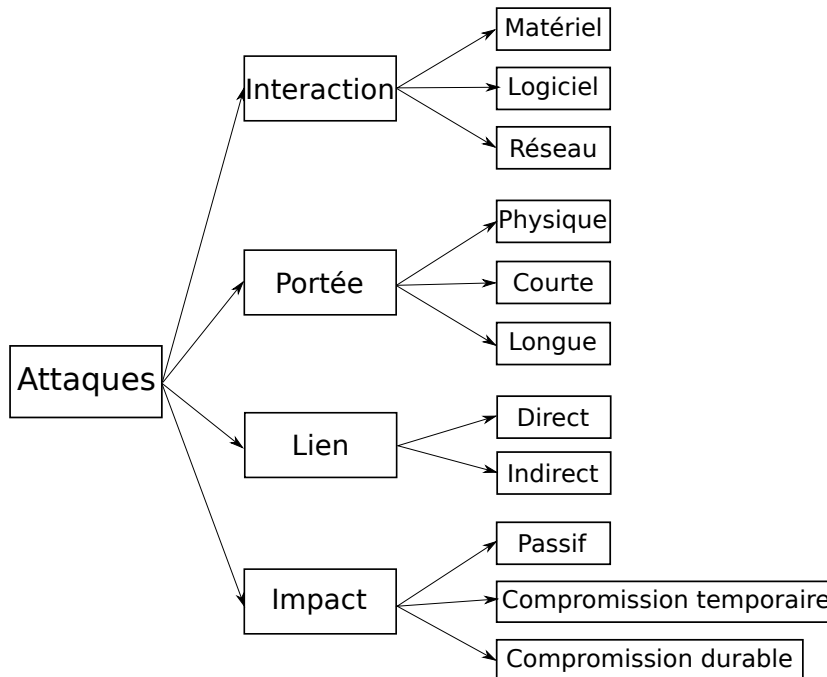 Attaques
Interaction
Matériel
Logiciel
Réseau
Portée
Physique
Courte
Longue
Lien
Direct
Indirect
Impact
Passif
Compromission temporaire
Compromission durable